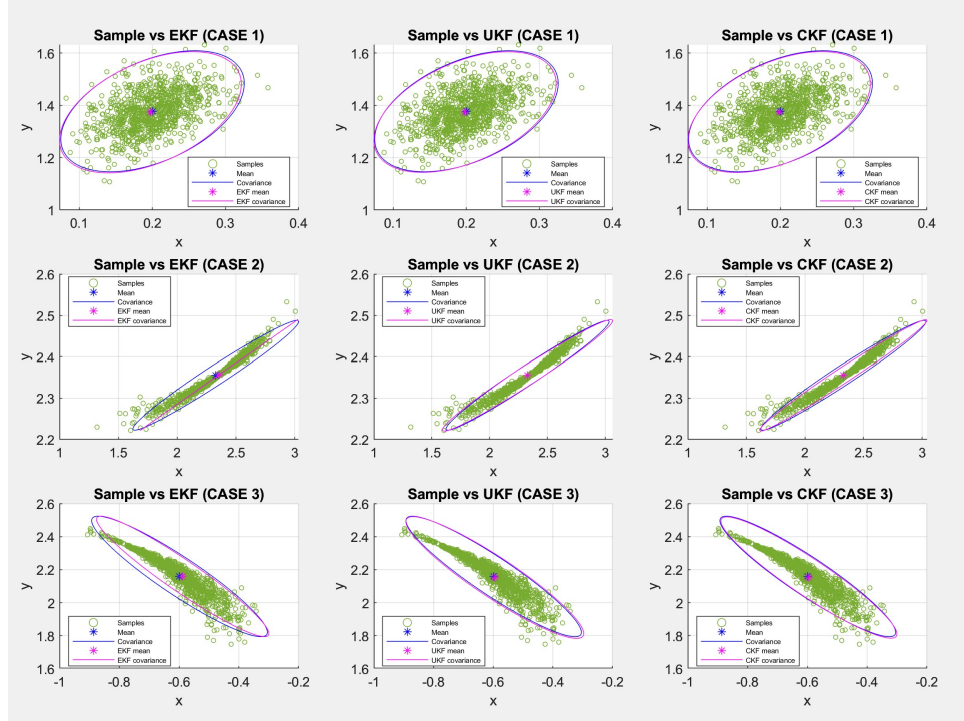 Sample vs EKF (CASE 1)
1.6
1.4
1.2
1
y
Samples
Mean
Covariance
EKF mean
EKF covariance
0.1
0.2
0.3
0.4
x
Sample vs UKF (CASE 1)
1.6
1.4
1.2
1
y
Samples
Mean
Covariance
UKF mean
UKF covariance
0.1
0.2
0.3
0.4
x
Sample vs CKF (CASE 1)
1.6
1.4
1.2
1
y
Samples
Mean
Covariance
CKF mean
CKF covariance
0.1
0.2
0.3
0.4
x
Sample vs EKF (CASE 2)
2.6
2.5
2.4
2.3
2.2
y
Samples
Mean
Covariance
EKF mean
EKF covariance
1
1.5
2
2.5
3
x
Sample vs UKF (CASE 2)
2.6
2.5
2.4
2.3
2.2
y
Samples
Mean
Covariance
UKF mean
UKF covariance
1
1.5
2
2.5
3
x
Sample vs CKF (CASE 2)
2.6
2.5
2.4
2.3
2.2
y
Samples
Mean
Covariance
CKF mean
CKF covariance
1
1.5
2
2.5
3
x
Sample vs EKF (CASE 3)
2.6
2.4
2.2
2
1.8
1.6
y
Samples
Mean
Covariance
EKF mean
EKF covariance
-1
-0.8
-0.6
-0.4
-0.2
x
Sample vs UKF (CASE 3)
2.6
2.4
2.2
2
1.8
1.6
y
Samples
Mean
Covariance
UKF mean
UKF covariance
-1
-0.8
-0.6
-0.4
-0.2
x
Sample vs CKF (CASE 3)
2.6
2.4
2.2
2
1.8
1.6
y
Samples
Mean
Covariance
CKF mean
CKF covariance
-1
-0.8
-0.6
-0.4
-0.2
x